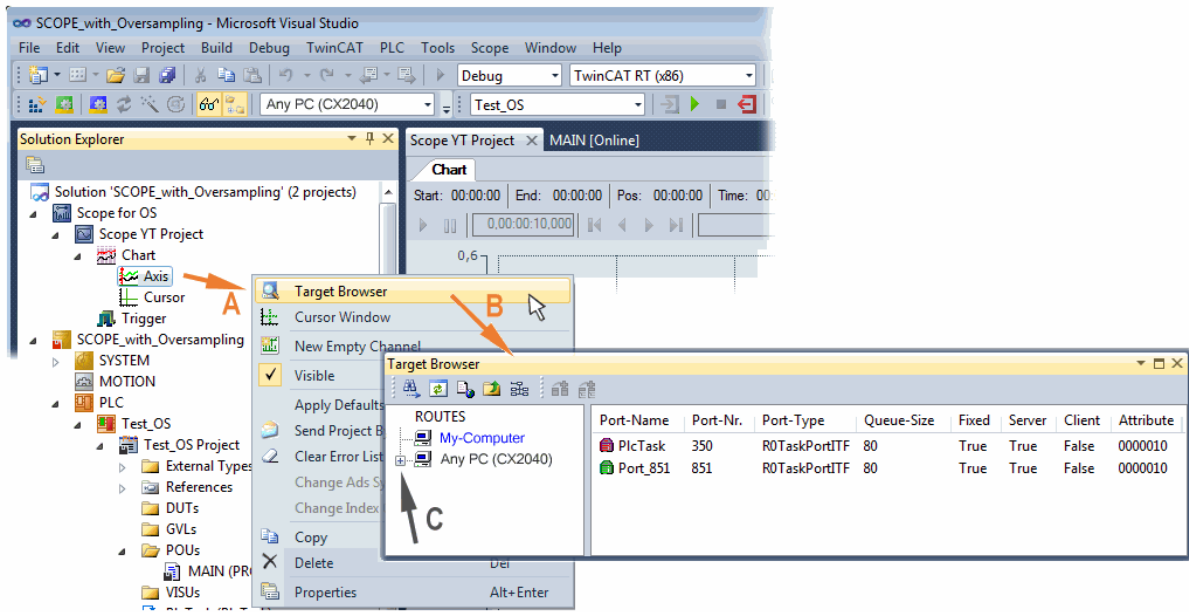 SCOPE_with_Oversampling - Microsoft Visual Studio
File Edit View Project Build Debug TwinCAT PLC Tools Scope Window Help
Debug TwinCAT RT (x86)
Any PC (CX2040) Test_OS
Solution Explorer
Scope YT Project MAIN [Online]
Chart
Start: 00:00:00 End: 00:00:00 Pos: 00:00:00 Time: 00
0,00:00:10,000
0,6
Solution 'SCOPE_with_Oversampling' (2 projects)
Scope for OS
Scope YT Project
Chart
Axis
Cursor
Trigger
SCOPE_with_Oversampling
SYSTEM
MOTION
PLC
Test_OS
Test_OS Project
External Types
References
DUTs
GVLs
POUs
MAIN (PR
VISUs
A
B
Target Browser
Cursor Window
New Empty Channel
Visible
Apply Defaults
Send Project B
Clear Error List
Change Ads Sy
Change Index
Copy
Delete Del
Properties Alt+Enter
Target Browser
ROUTES
My-Computer
Any PC (CX2040)
C
Port-Name Port-Nr. Port-Type Queue-Size Fixed Server Client Attribute
PlcTask 350 R0TaskPortITF 80 True True False 0000010
Port_851 851 R0TaskPortITF 80 True True False 0000010